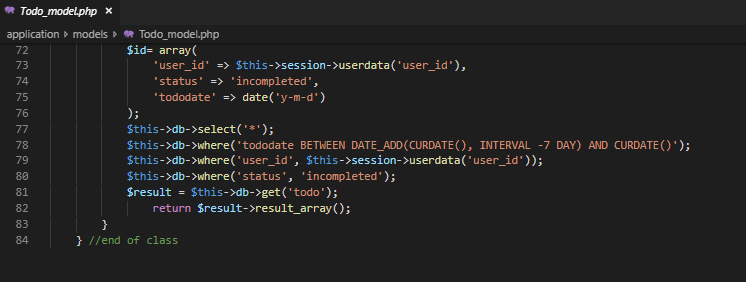 Todo_model.php ×
application > models > Todo_model.php
72 $id= array(
73 'user_id' => $this->session->userdata('user_id'),
74 'status' => 'incompleted',
75 'tododate' => date('y-m-d')
76 );
77 $this->db->select('*');
78 $this->db->where('tododate BETWEEN DATE_ADD(CURDATE(), INTERVAL -7 DAY) AND CURDATE()');
79 $this->db->where('user_id', $this->session->userdata('user_id'));
80 $this->db->where('status', 'incompleted');
81 $result = $this->db->get('todo');
82 return $result->result_array();
83 }
84 } //end of class